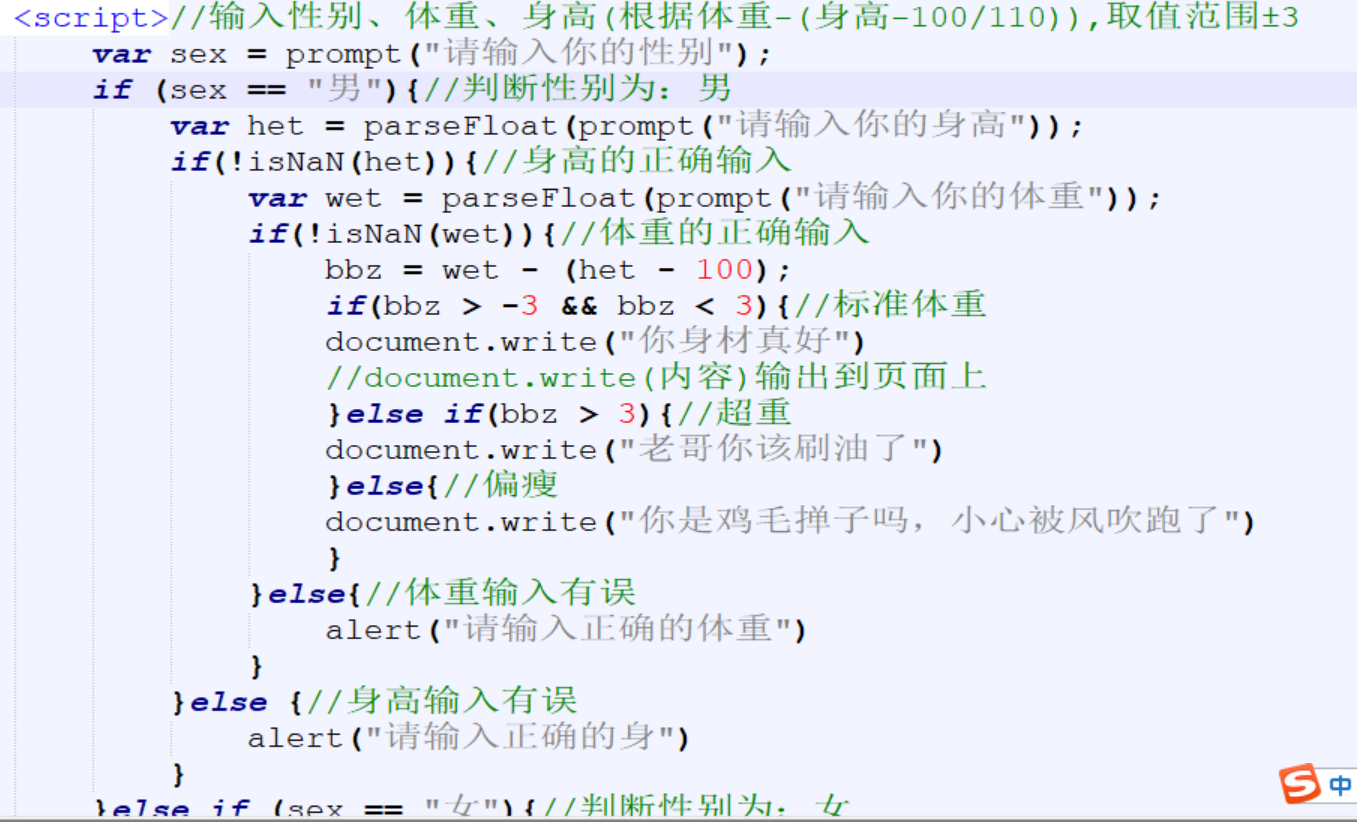 <script>//输入性别、体重、身高(根据体重-(身高-100/110)),取值范围±3
var sex = prompt("请输入你的性别");
if (sex == "男"){//判断性别为: 男
var het = parseFloat(prompt("请输入你的身高"));
if(!isNaN(het)){//身高的正确输入
var wet = parseFloat(prompt("请输入你的体重"));
if(!isNaN(wet)){//体重的正确输入
bbz = wet - (het - 100);
if(bbz > -3 && bbz < 3){//标准体重
document.write("你身材真好")
//document.write(内容)输出到页面上
}else if(bbz > 3){//超重
document.write("老哥你该刷油了")
}else{//偏瘦
document.write("你是鸡毛掸子吗，小心被风吹跑了")
}
}else{//体重输入有误
alert("请输入正确的体重")
}
}else {//身高输入有误
alert("请输入正确的身")
}
}else if (sex == "女"){//判断性别为: 女
S中